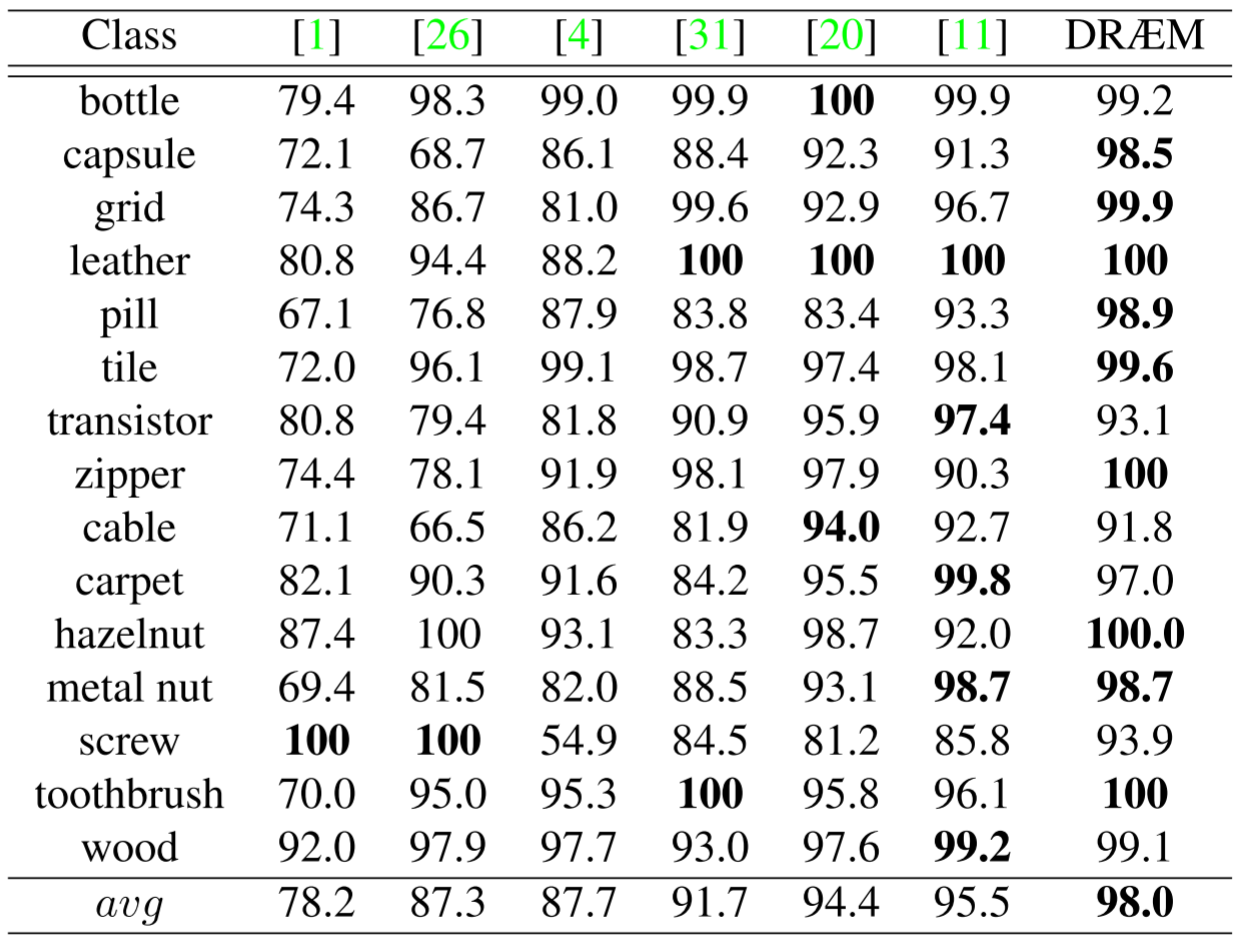 Class [1] [26] [4] [31] [20] [11] DRÆM
bottle 79.4 98.3 99.0 99.9 100 99.9 99.2
capsule 72.1 68.7 86.1 88.4 92.3 91.3 98.5
grid 74.3 86.7 81.0 99.6 92.9 96.7 99.9
leather 80.8 94.4 88.2 100 100 100 100
pill 67.1 76.8 87.9 83.8 83.4 93.3 98.9
tile 72.0 96.1 99.1 98.7 97.4 98.1 99.6
transistor 80.8 79.4 81.8 90.9 95.9 97.4 93.1
zipper 74.4 78.1 91.9 98.1 97.9 90.3 100
cable 71.1 66.5 86.2 81.9 94.0 92.7 91.8
carpet 82.1 90.3 91.6 84.2 95.5 99.8 97.0
hazelnut 87.4 100 93.1 83.3 98.7 92.0 100.0
metal nut 69.4 81.5 82.0 88.5 93.1 98.7 98.7
screw 100 100 54.9 84.5 81.2 85.8 93.9
toothbrush 70.0 95.0 95.3 100 95.8 96.1 100
wood 92.0 97.9 97.7 93.0 97.6 99.2 99.1
avg 78.2 87.3 87.7 91.7 94.4 95.5 98.0